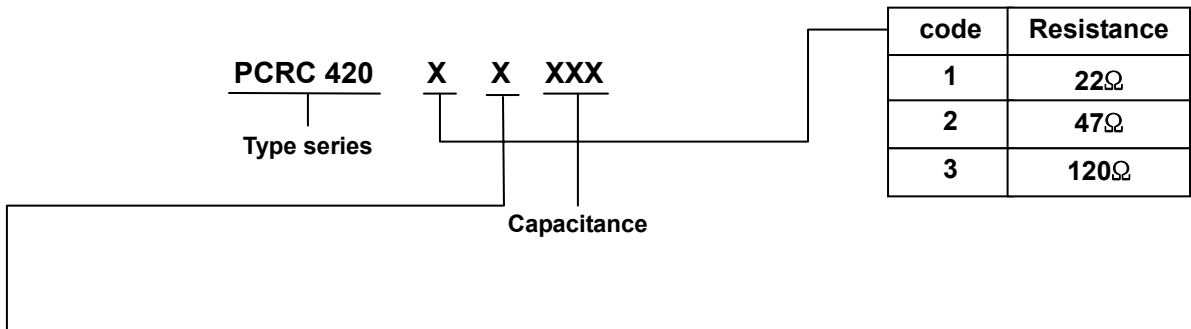 code Resistance
PCRC 420 X X XXX
1 22Ω
2 47Ω
Type series
3 120Ω
Capacitance